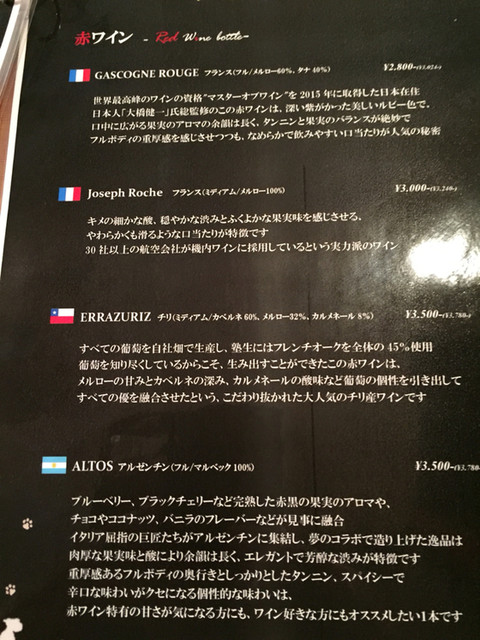 赤ワイン - Red Wine bottle-
GASCOGNE ROUGE フランス(フル/メルロー60%、タナ 40%) ¥2,800-(¥3,024-)
世界最高峰のワインの資格"マスターオブワイン"を 2015 年に取得した日本在住
日本人「大橋健一」氏総監修のこの赤ワインは、深い紫がかった美しいルビー色で、
口中に広がる果実のアロマの余韻は長く、タンニンと果実のバランスが絶妙で
フルボディの重厚感を感じさせつつも、なめらかで飲みやすい口当たりが人気の秘密
Joseph Roche フランス(ミディアム/メルロー100%) ¥3,000-(¥3,240-)
キメの細かな酸、穏やかな渋みとふくよかな果実味を感じさせる、
やわらかくも滑るような口当たりが特徴です
30 社以上の航空会社が機内ワインに採用しているという実力派のワイン
ERRAZURIZ チリ(ミディアム/カベルネ 60%、メルロー32%、カルメネール 8%) ¥3,500-(¥3,780-)
すべての葡萄を自社畑で生産し、塾生にはフレンチオークを全体の 45%使用
葡萄を知り尽くしているからこそ、生み出すことができたこの赤ワインは、
メルローの甘みとカベルネの深み、カルメネールの酸味など葡萄の個性を引き出して
すべての優を融合させたという、こだわり抜かれた大人気のチリ産ワインです
ALTOS アルゼンチン(フル/マルベック 100%) ¥3,500-(¥3,780-
ブルーベリー、ブラックチェリーなど完熟した赤黒の果実のアロマや、
チョコやココナッツ、バニラのフレーバーなどが見事に融合
イタリア屈指の巨匠たちがアルゼンチンに集結し、夢のコラボで造り上げた逸品は
肉厚な果実味と酸により余韻は長く、エレガントで芳醇な渋みが特徴です
重厚感あるフルボディの奥行きとしっかりとしたタンニン、スパイシーで
辛口な味わいがクセになる個性的な味わいは、
赤ワイン特有の甘さが気になる方にも、ワイン好きな方にもオススメしたい1本です